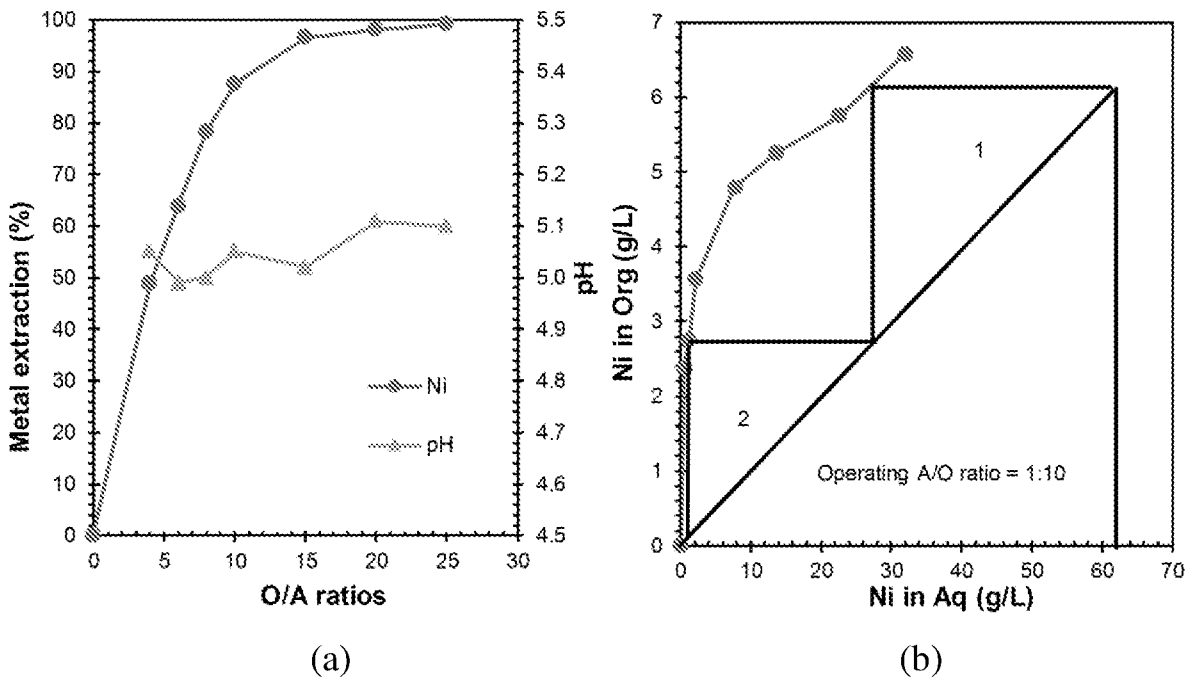 100
90
80
70
60
50
40
30
20
10
0
Metal extraction (%)
5.5
5.4
5.3
5.2
5.1
5.0
4.9
4.8
4.7
4.6
4.5
pH
Ni
pH
0 5 10 15 20 25 30
O/A ratios
(a)
7
6
5
4
3
2
1
0
Ni in Org (g/L)
1
2
Operating A/O ratio = 1:10
0 10 20 30 40 50 60 70
Ni in Aq (g/L)
(b)